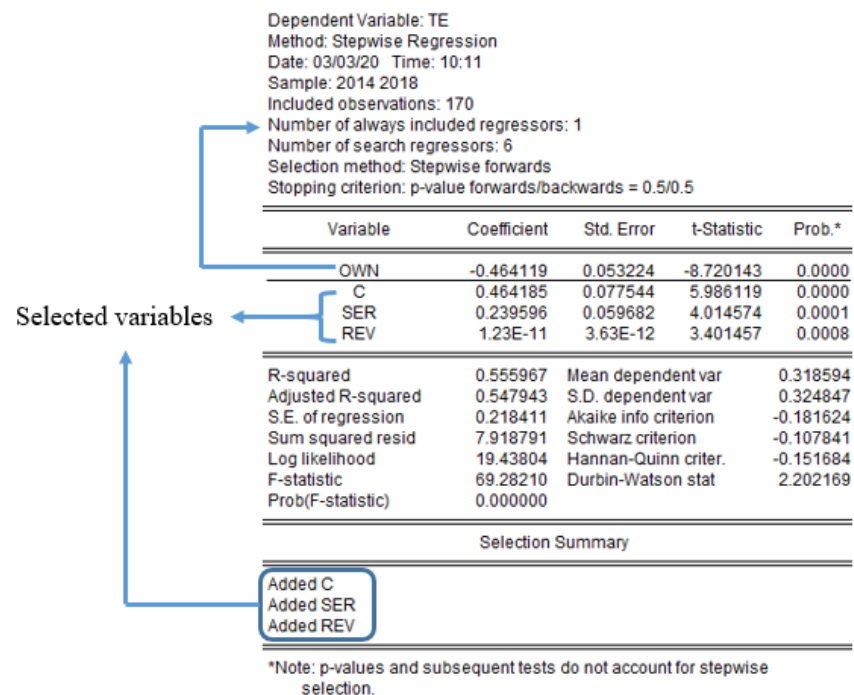 Dependent Variable: TE
Method: Stepwise Regression
Date: 03/03/20 Time: 10:11
Sample: 2014 2018
Included observations: 170
Number of always included regressors: 1
Number of search regressors: 6
Selection method: Stepwise forwards
Stopping criterion: p-value forwards/backwards = 0.5/0.5
Variable Coefficient Std. Error t-Statistic Prob.*
OWN -0.464119 0.053224 -8.720143 0.0000
C 0.464185 0.077544 5.986119 0.0000
Selected variables
SER 0.239596 0.059682 4.014574 0.0001
REV 1.23E-11 3.63E-12 3.401457 0.0008
R-squared 0.555967 Mean dependent var 0.318594
Adjusted R-squared 0.547943 S.D. dependent var 0.324847
S.E. of regression 0.218411 Akaike info criterion -0.181624
Sum squared resid 7.918791 Schwarz criterion -0.107841
Log likelihood 19.43804 Hannan-Quinn criter. -0.151684
F-statistic 69.28210 Durbin-Watson stat 2.202169
Prob(F-statistic) 0.000000
Selection Summary
Added C
Added SER
Added REV
*Note: p-values and subsequent tests do not account for stepwise
selection.